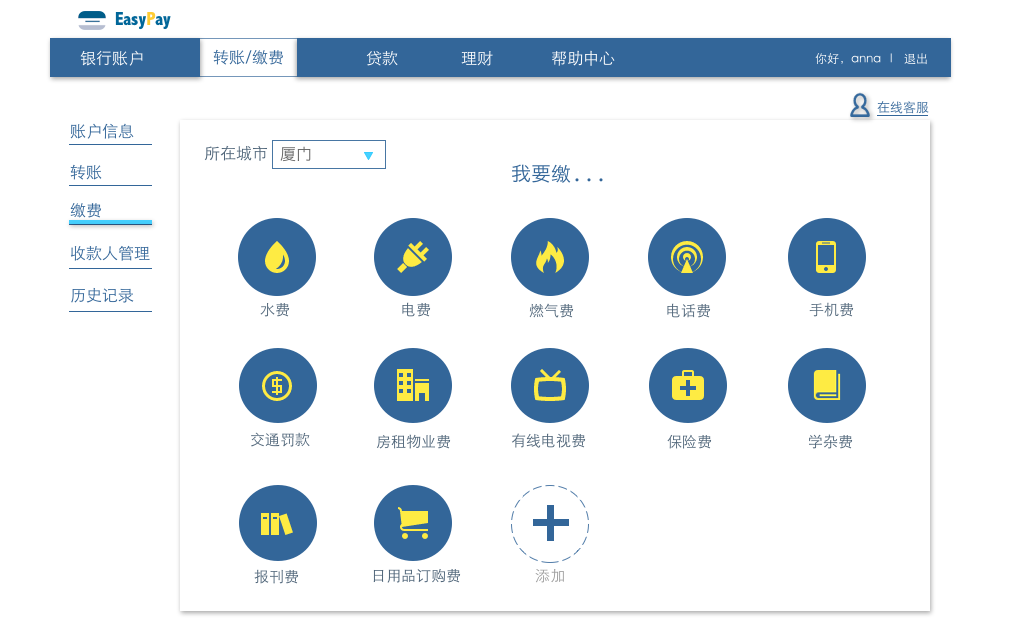 EasyPay
银行账户 转账/缴费 贷款 理财 帮助中心 你好，anna | 退出
在线客服
账户信息
转账
缴费
收款人管理
历史记录
所在城市 厦门
我要缴...
水费 电费 燃气费 电话费 手机费
交通罚款 房租物业费 有线电视费 保险费 学杂费
报刊费 日用品订购费 添加